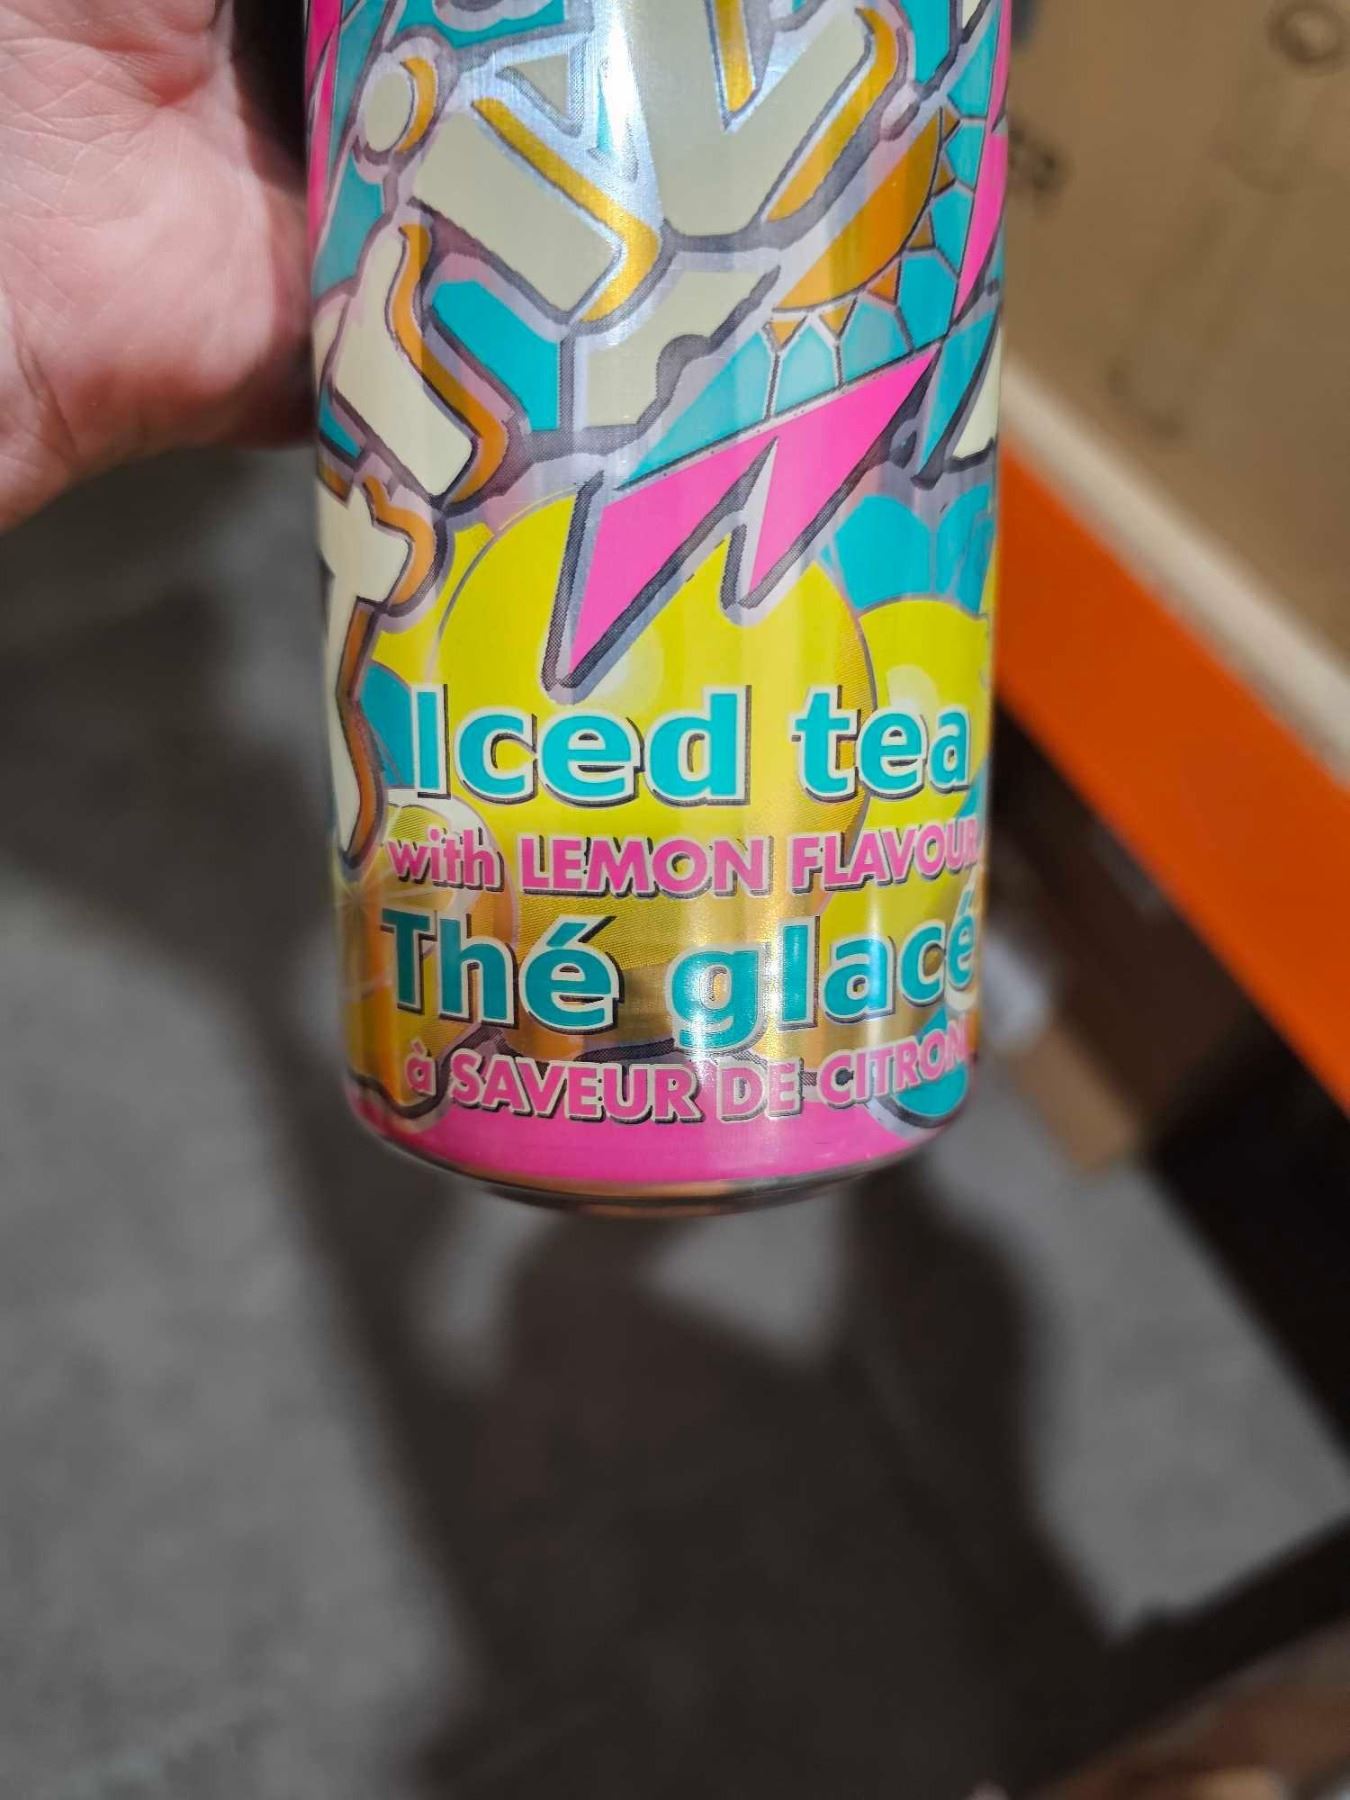 Iced tea
with LEMON FLAVOUR
Thé glacé
à SAVEUR DE CITRON